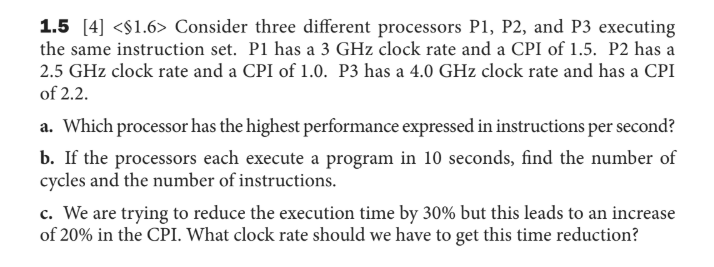 1.5 [4] <§1.6> Consider three different processors P1, P2, and P3 executing
the same instruction set. P1 has a 3 GHz clock rate and a CPI of 1.5. P2 has a
2.5 GHz clock rate and a CPI of 1.0. P3 has a 4.0 GHz clock rate and has a CPI
of 2.2.
a. Which processor has the highest performance expressed in instructions per second?
b. If the processors each execute a program in 10 seconds, find the number of
cycles and the number of instructions.
c. We are trying to reduce the execution time by 30% but this leads to an increase
of 20% in the CPI. What clock rate should we have to get this time reduction?